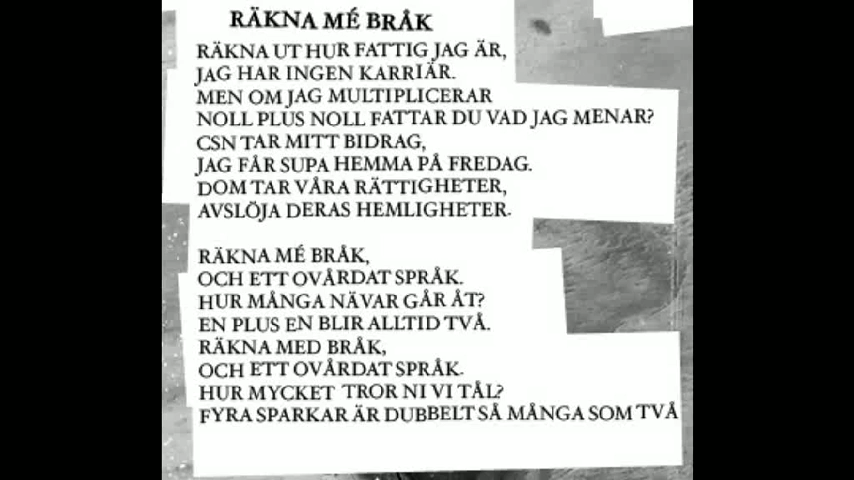 RÄKNA MÉ BRÅK
RÄKNA UT HUR FATTIG JAG ÄR,
JAG HAR INGEN KARRIÄR.
MEN OM JAG MULTIPLICERAR
NOLL PLUS NOLL FATTAR DU VAD JAG MENAR?
CSN TAR MITT BIDRAG,
JAG FÅR SUPA HEMMA PÅ FREDAG.
DOM TAR VÅRA RÄTTIGHETER,
AVSLÖJA DERAS HEMLIGHETER.
RÄKNA MÉ BRÅK,
OCH ETT OVÅRDAT SPRÅK.
HUR MÅNGA NÄVAR GÅR ÅT?
EN PLUS EN BLIR ALLTID TVÅ.
RÄKNA MED BRÅK,
OCH ETT OVÅRDAT SPRÅK.
HUR MYCKET TROR NI VI TÅL?
FYRA SPARKAR ÄR DUBBELT SÅ MÅNGA SOM TVÅ